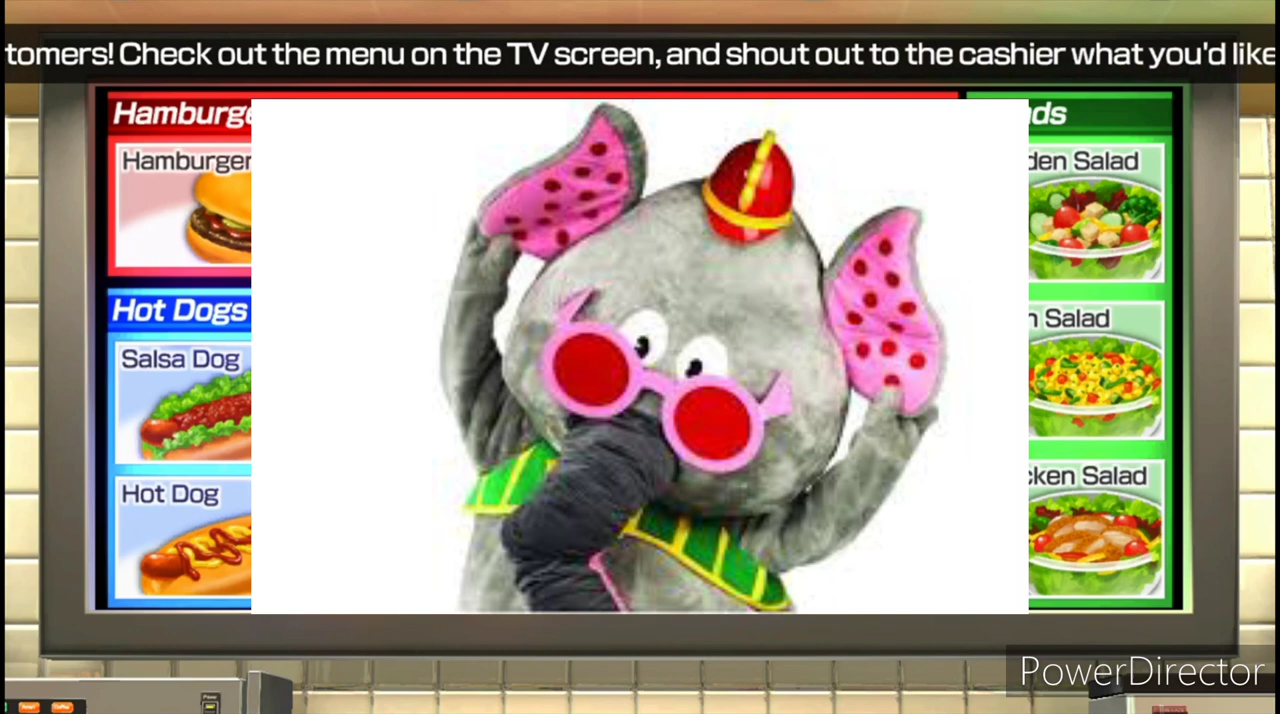 tomers! Check out the menu on the TV screen, and shout out to the cashier what you'd like
Hamburge
Hamburger
Hot Dogs
Salsa Dog
Hot Dog
ds
den Salad
n Salad
cken Salad
PowerDirector